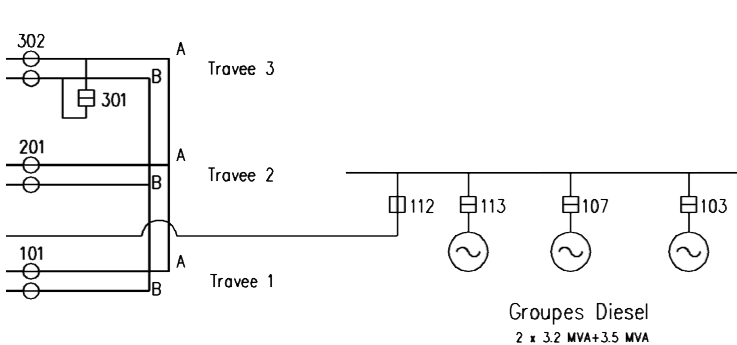 302
A
B
Travee 3
301
201
A
B
Travee 2
112
113
107
103
101
A
B
Travee 1
Groupes Diesel
2 x 3.2 MVA+3.5 MVA